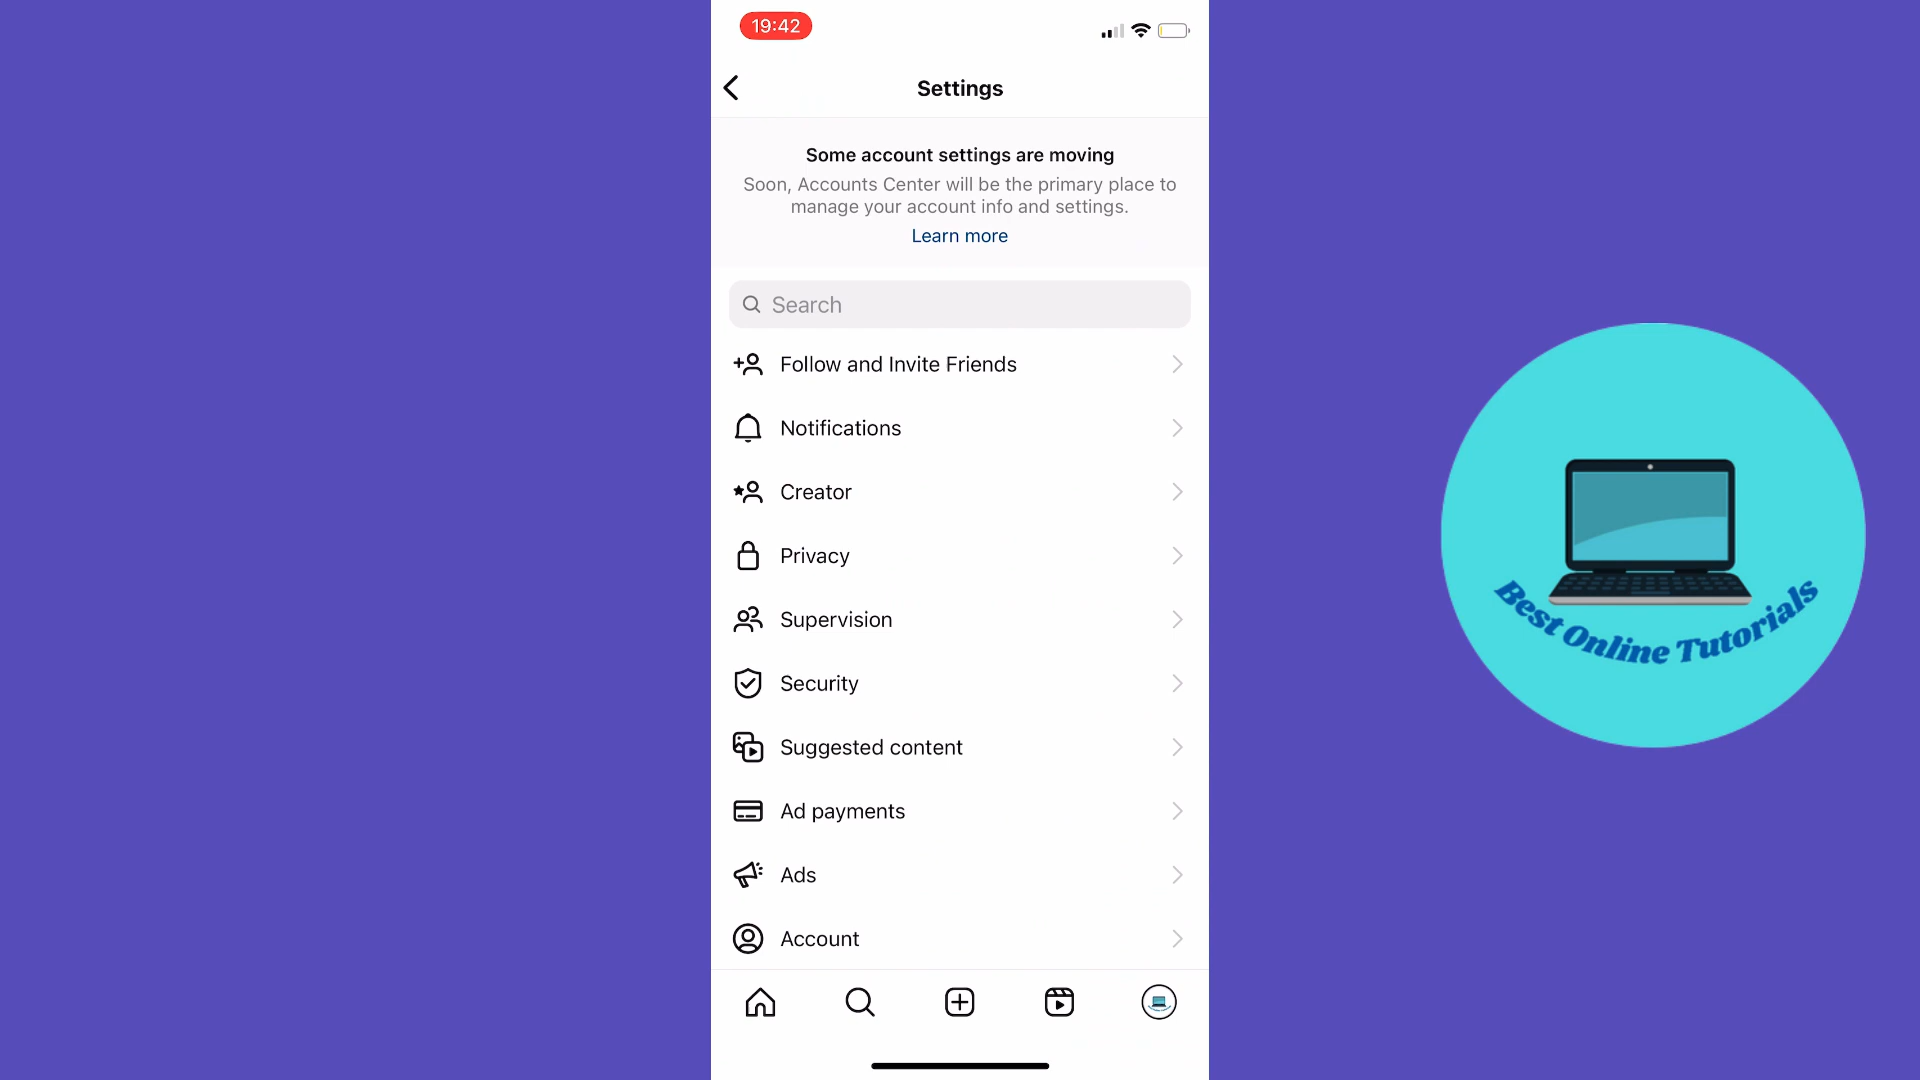 19:42
Settings
Some account settings are moving
Soon, Accounts Center will be the primary place to
manage your account info and settings.
Learn more
Search
Follow and Invite Friends
Notifications
Creator
Privacy
Supervision
Security
Suggested content
Ad payments
Ads
Account
Best Online Tutorials